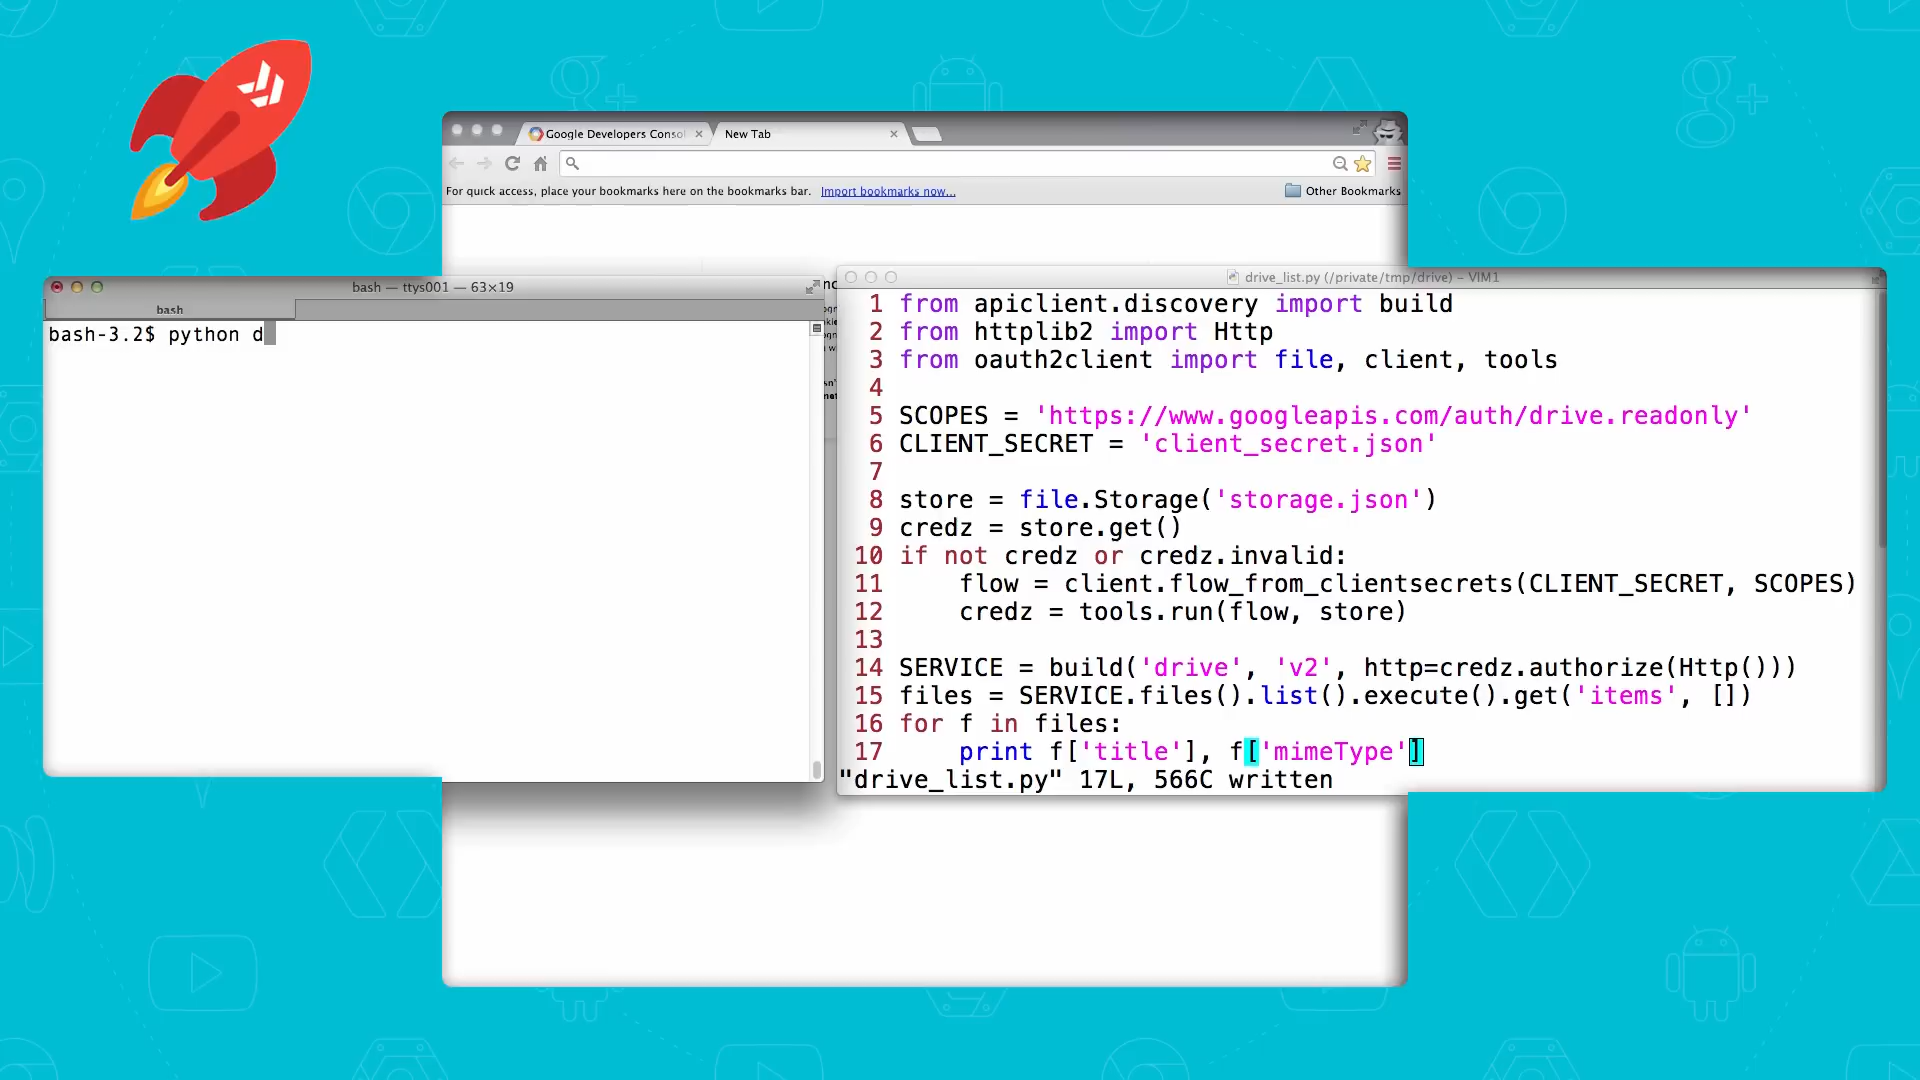 Google Developers Consol
New Tab
For quick access, place your bookmarks here on the bookmarks bar. Import bookmarks now...
Other Bookmarks
bash — ttys001 — 63×19
bash
bash-3.2$ python d
drive_list.py (/private/tmp/drive) - VIM1
1 from apiclient.discovery import build
2 from httplib2 import Http
3 from oauth2client import file, client, tools
4
5 SCOPES = 'https://www.googleapis.com/auth/drive.readonly'
6 CLIENT_SECRET = 'client_secret.json'
7
8 store = file.Storage('storage.json')
9 credz = store.get()
10 if not credz or credz.invalid:
11     flow = client.flow_from_clientsecrets(CLIENT_SECRET, SCOPES)
12     credz = tools.run(flow, store)
13
14 SERVICE = build('drive', 'v2', http=credz.authorize(Http()))
15 files = SERVICE.files().list().execute().get('items', [])
16 for f in files:
17     print f['title'], f['mimeType']
"drive_list.py" 17L, 566C written